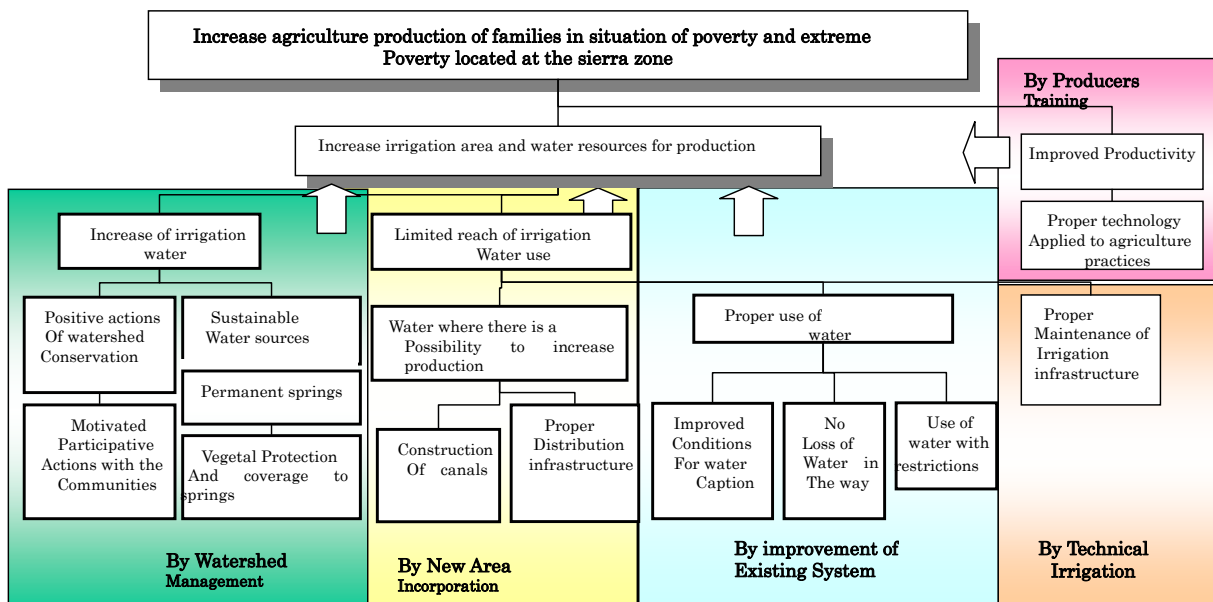 Increase agriculture production of families in situation of poverty and extreme
Poverty located at the sierra zone
By Producers
Training
Increase irrigation area and water resources for production
Improved Productivity
Proper technology
Applied to agriculture
practices
Increase of irrigation
water
Limited reach of irrigation
Water use
Positive actions
Of watershed
Conservation
Sustainable
Water sources
Water where there is a
Possibility to increase
production
Proper use of
water
Proper
Maintenance of
Irrigation
infrastructure
Permanent springs
Motivated
Participative
Actions with the
Communities
Vegetal Protection
And coverage to
springs
Construction
Of canals
Proper
Distribution
infrastructure
Improved
Conditions
For water
Caption
No
Loss of
Water in
The way
Use of
water with
restrictions
By Watershed
Management
By New Area
Incorporation
By improvement of
Existing System
By Technical
Irrigation